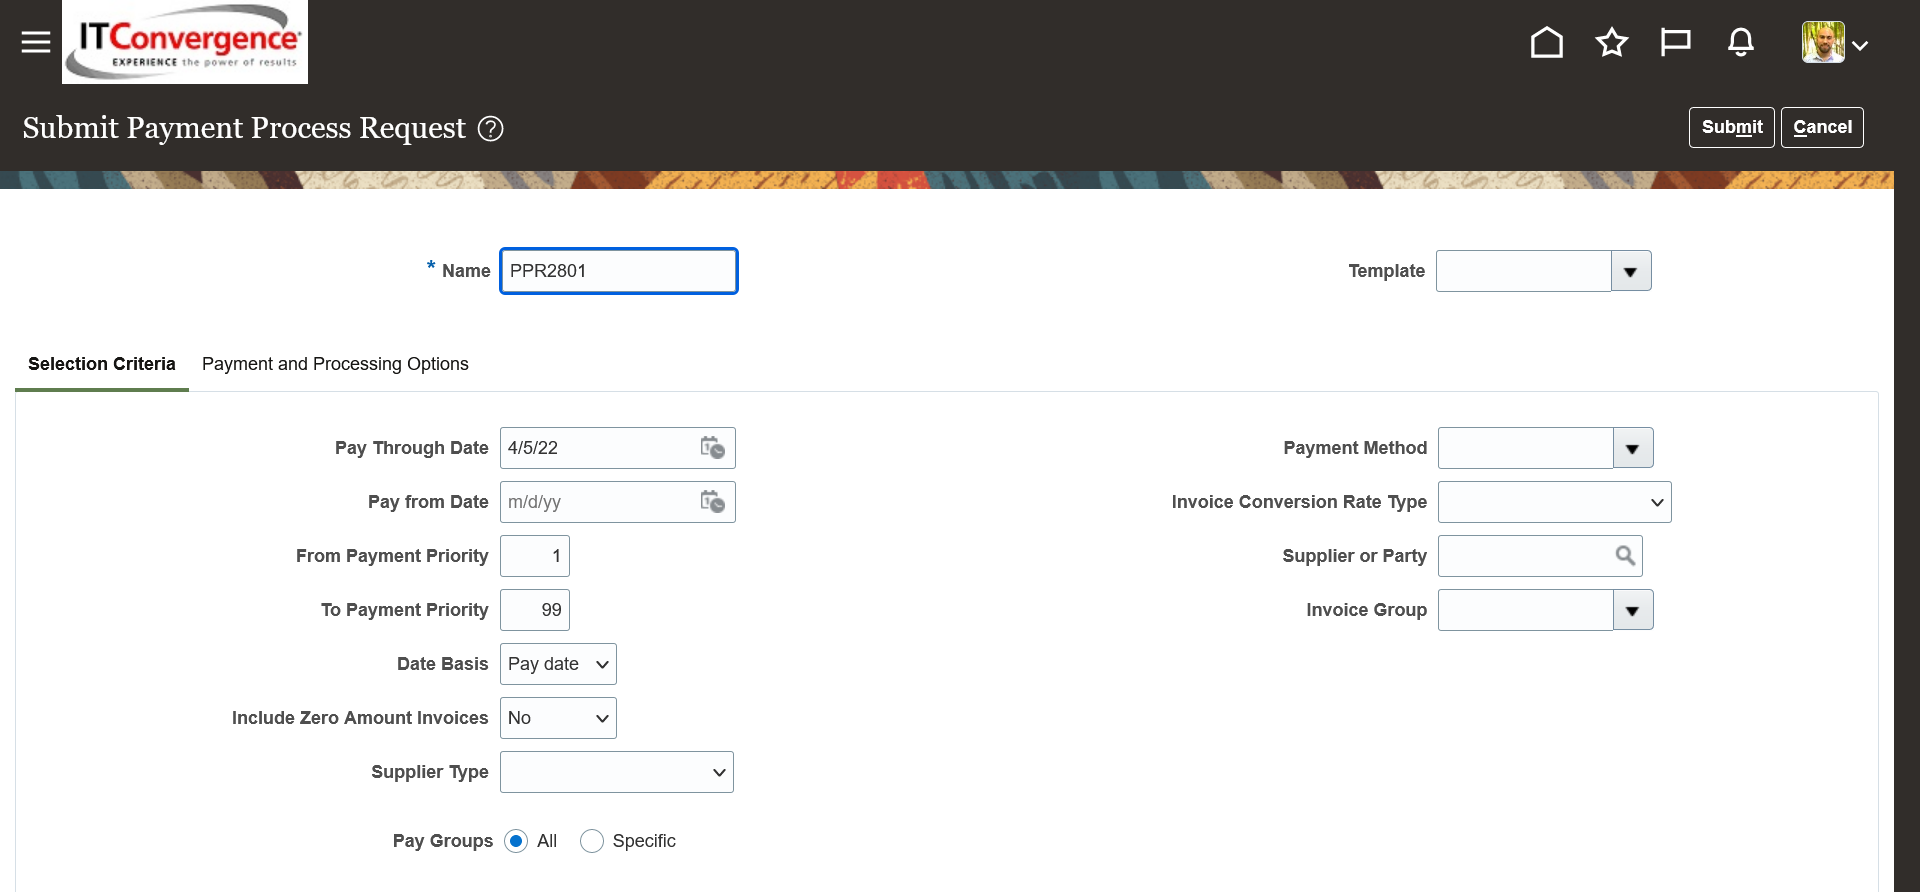 ITConvergence
EXPERIENCE the power of results
Submit Payment Process Request ?
Submit Cancel
* Name PPR2801
Template
Selection Criteria Payment and Processing Options
Pay Through Date 4/5/22
Payment Method
Pay from Date m/d/yy
Invoice Conversion Rate Type
From Payment Priority 1
Supplier or Party
To Payment Priority 99
Invoice Group
Date Basis Pay date
Include Zero Amount Invoices No
Supplier Type
Pay Groups All Specific